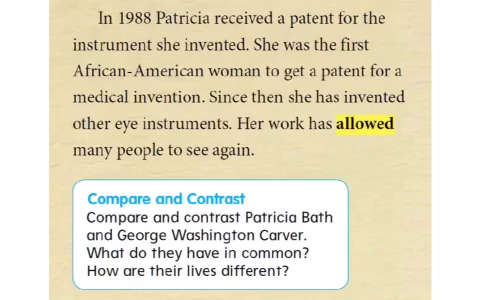 In 1988 Patricia received a patent for the
instrument she invented. She was the first
African-American woman to get a patent for a
medical invention. Since then she has invented
other eye instruments. Her work has allowed
many people to see again.
Compare and Contrast
Compare and contrast Patricia Bath
and George Washington Carver.
What do they have in common?
How are their lives different?